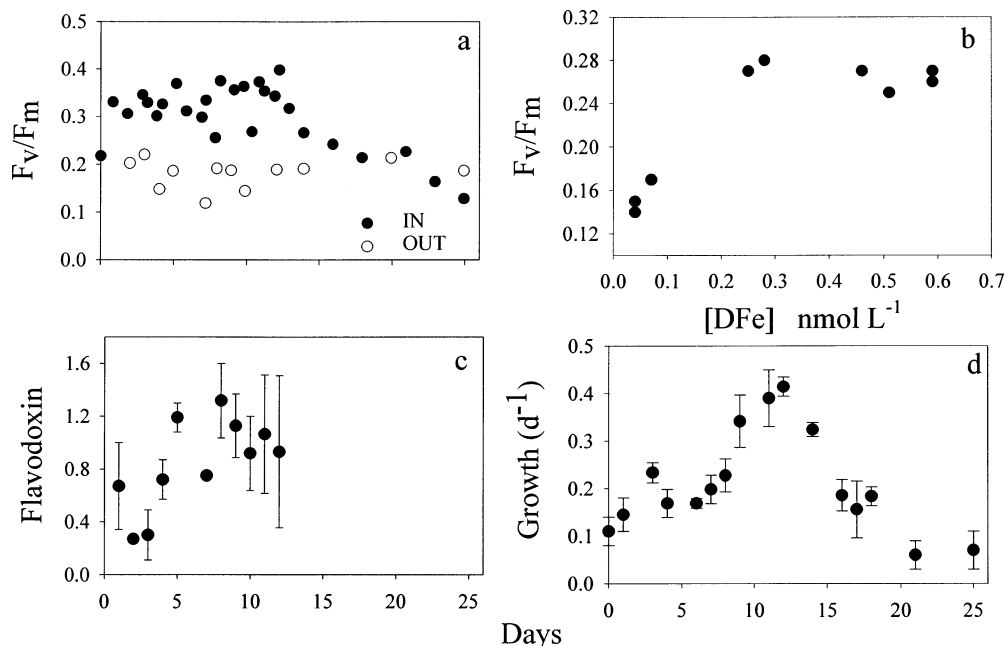 a
0.5
0.4
0.3
0.2
0.1
0.0
Fv/Fm
IN
OUT
b
0.32
0.28
0.24
0.20
0.16
0.12
Fv/Fm
0.0 0.1 0.2 0.3 0.4 0.5 0.6 0.7
[DFe] nmol L-1
c
1.6
1.2
0.8
0.4
0.0
Flavodoxin
0 5 10 15 20 25
d
0.5
0.4
0.3
0.2
0.1
0.0
Growth (d-1)
0 5 10 15 20 25
Days